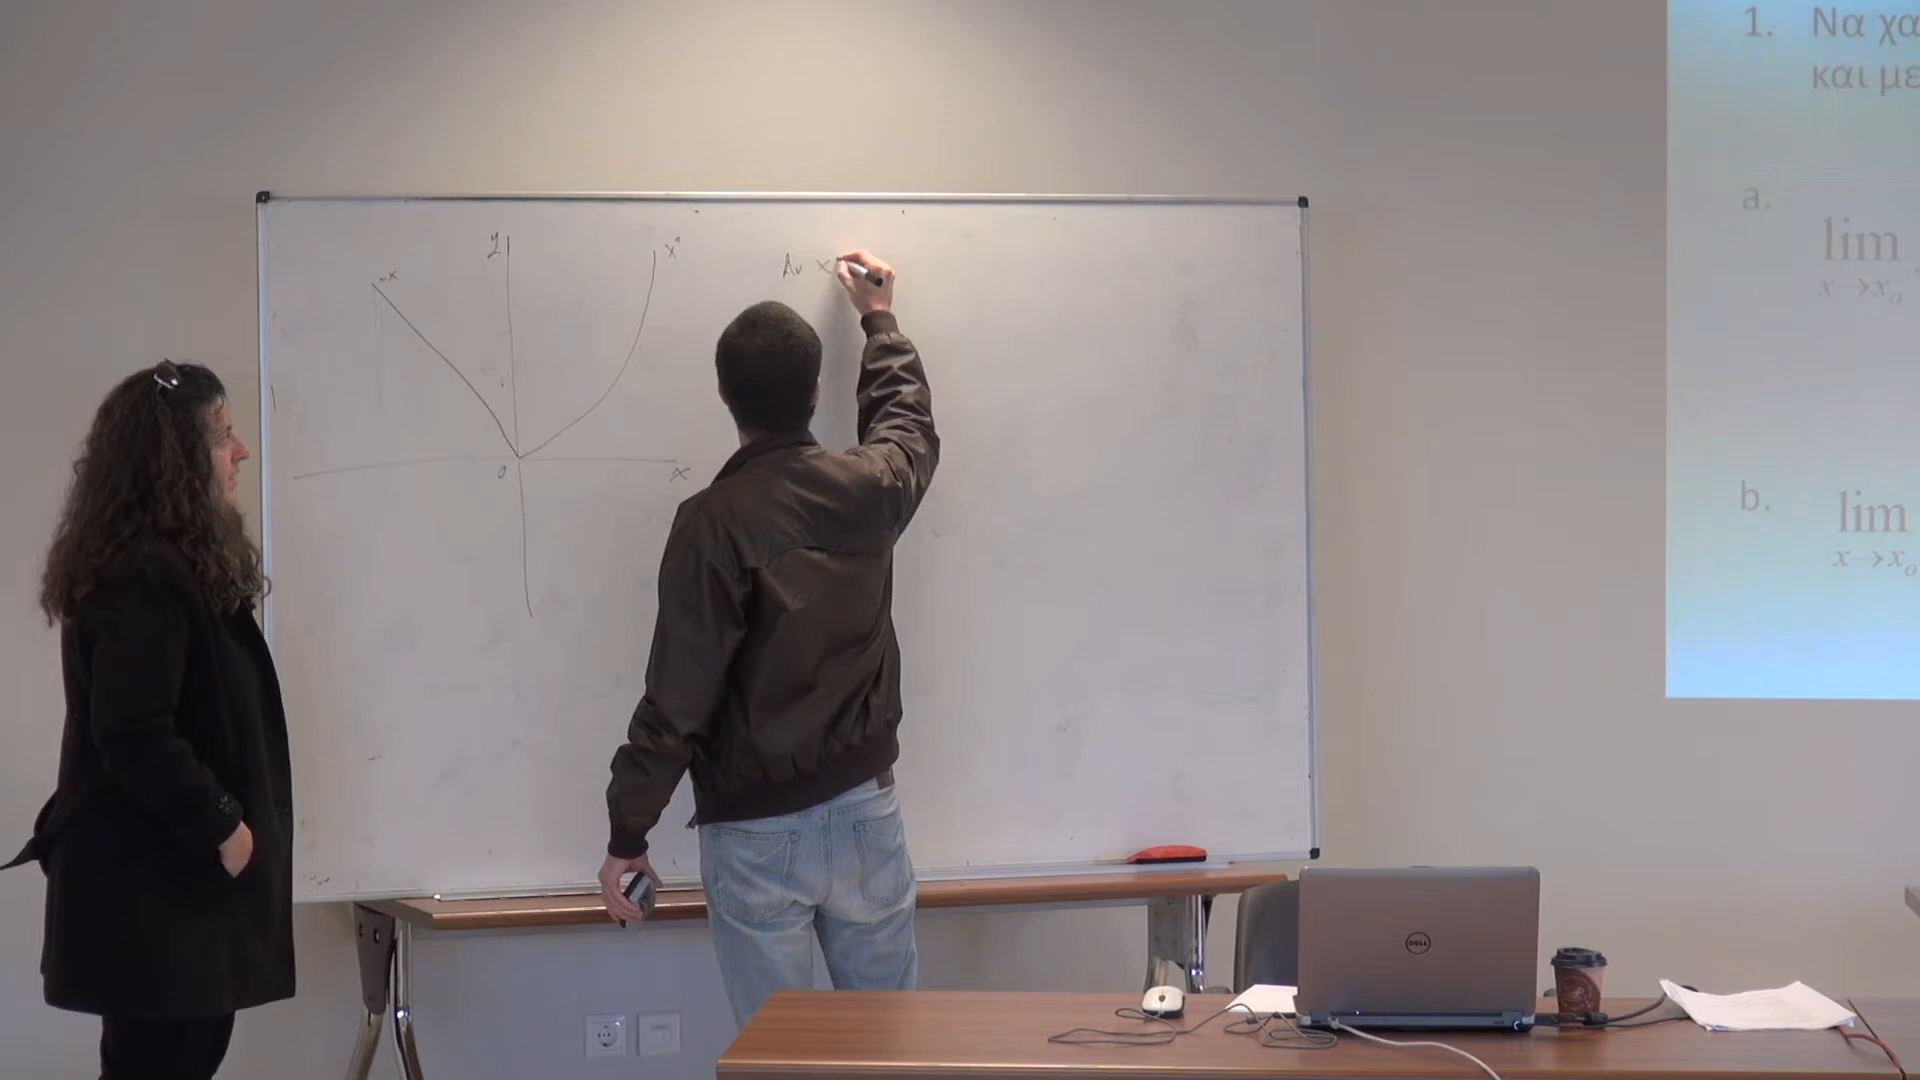 y
x²
-x
Αν x
0
x
1. Να χα
και με
a.
lim
x→x₀
b.
lim
x→x₀
DELL